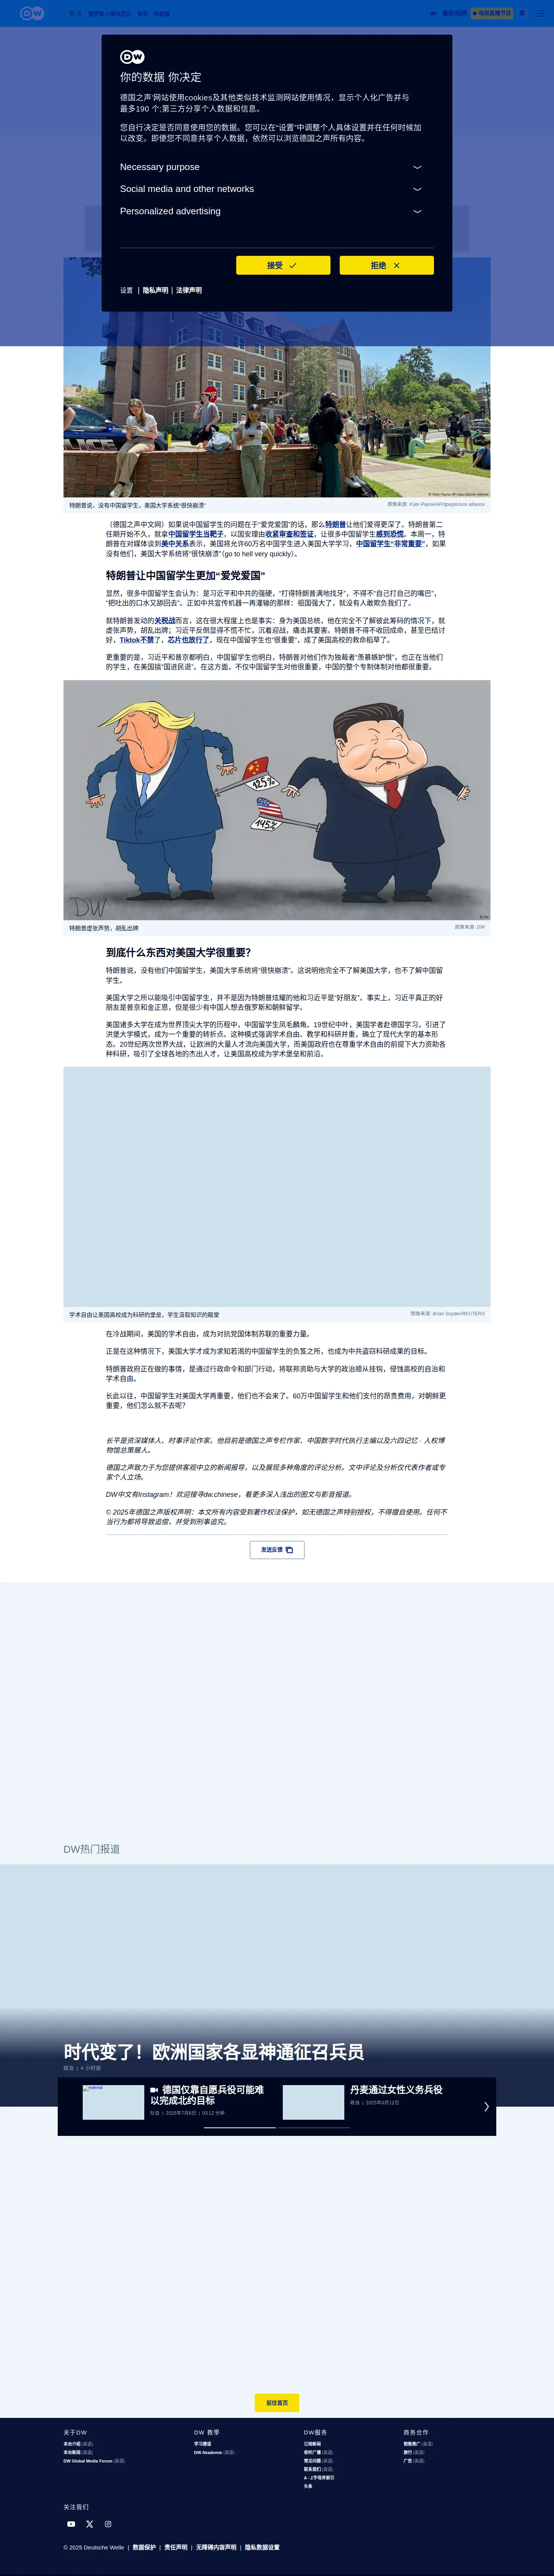 DW
你的数据 你决定
德国之声'网站使用cookies及其他类似技术监测网站使用情况，显示个人化广告并与
最多190 个;第三方分享个人数据和信息。
您自行决定是否同意使用您的数据。您可以在"设置"中调整个人具体设置并在任何时候加
以改变。即便您不同意共享个人数据，依然可以浏览德国之声所有内容。
Necessary purpose
Social media and other networks
Personalized advertising
接受
拒绝
设置 | 隐私声明 | 法律声明
© Kate Payne/AP/dpa/picture alliance
特朗普说，没有中国留学生，美国大学系统"很快崩溃"
图像来源: Kate Payne/AP/dpa/picture alliance
（德国之声中文网）如果说中国留学生的问题在于"爱党爱国"的话，那么特朗普让他们爱得更深了。特朗普第二
任期开始不久，就拿中国留学生当靶子，以国安理由收紧审查和签证，让很多中国留学生感到恐慌。本周一，特
朗普在对媒体谈到美中关系表示，美国将允许60万名中国学生进入美国大学学习，中国留学生"非常重要"，如果
没有他们，美国大学系统将"很快崩溃"（go to hell very quickly）。
特朗普让中国留学生更加"爱党爱国"
显然，很多中国留学生会认为：是习近平和中共的强硬，"打得特朗普满地找牙"，不得不"自己打自己的嘴巴"，
"把吐出的口水又舔回去"。正如中共宣传机器一再灌输的那样：祖国强大了，就没有人敢欺负我们了。
就特朗普发动的关税战而言，这在很大程度上也是事实：身为美国总统，他在完全不了解彼此筹码的情况下，就
虚张声势，胡乱出牌；习近平反倒显得不慌不忙，沉着迎战，痛击其要害。特朗普不得不收回成命，甚至巴结讨
好，Tiktok不禁了，芯片也放行了，现在中国留学生也"很重要"，成了美国高校的救命稻草了。
更重要的是，习近平和普京都明白，中国留学生也明白，特朗普对他们作为独裁者"羡慕嫉妒恨"，也正在当他们
的学生，在美国搞"国进民退"。在这方面，不仅中国留学生对他很重要，中国的整个专制体制对他都很重要。
125%
145%
DW
© DW
特朗普虚张声势，胡乱出牌
图像来源: DW
到底什么东西对美国大学很重要？
特朗普说，没有他们中国留学生，美国大学系统将"很快崩溃"。这说明他完全不了解美国大学，也不了解中国留
学生。
美国大学之所以能吸引中国留学生，并不是因为特朗普炫耀的他和习近平是"好朋友"。事实上，习近平真正的好
朋友是普京和金正恩，但是很少有中国人想去俄罗斯和朝鲜留学。
美国诸多大学在成为世界顶尖大学的历程中，中国留学生凤毛麟角。19世纪中叶，美国学者赴德国学习，引进了
洪堡大学模式，成为一个重要的转折点。这种模式强调学术自由、教学和科研并重，确立了现代大学的基本形
态。20世纪两次世界大战，让欧洲的大量人才流向美国大学，而美国政府也在尊重学术自由的前提下大力资助各
种科研，吸引了全球各地的杰出人才，让美国高校成为学术堡垒和前沿。
学术自由让美国高校成为科研的堡垒，学生汲取知识的殿堂
图像来源: Brian Snyder/REUTERS
在冷战期间，美国的学术自由，成为对抗党国体制苏联的重要力量。
正是在这种情况下，美国大学才成为求知若渴的中国留学生的负笈之所，也成为中共盗窃科研成果的目标。
特朗普政府正在做的事情，是通过行政命令和部门行动，将联邦资助与大学的政治顺从挂钩，侵蚀高校的自治和
学术自由。
长此以往，中国留学生对美国大学再重要，他们也不会来了。60万中国留学生和他们支付的昂贵费用，对朝鲜更
重要，他们怎么就不去呢？
长平是资深媒体人、时事评论作家。他目前是德国之声专栏作家、中国数字时代执行主编以及六四记忆 · 人权博
物馆总策展人。
德国之声致力于为您提供客观中立的新闻报导，以及展现多种角度的评论分析。文中评论及分析仅代表作者或专
家个人立场。
DW中文有Instagram！欢迎搜寻dw.chinese，看更多深入浅出的图文与影音报道。
© 2025年德国之声版权声明：本文所有内容受到著作权法保护，如无德国之声特别授权，不得擅自使用。任何不
当行为都将导致追偿，并受到刑事追究。
发送反馈
DW热门报道
时代变了！欧洲国家各显神通征召兵员
政治 | 4 小时前
德国仅靠自愿兵役可能难
以完成北约目标
社会 | 2025年7月6日 | 03:12 分钟
丹麦通过女性义务兵役
政治 | 2025年6月12日
前往首页
关于DW
本台介绍 (英语)
本台新闻 (英语)
DW Global Media Forum (英语)
DW 教學
学习德语
DW Akademie (英语)
DW服务
订阅新闻
收听广播 (英语)
常见问题 (英语)
联系我们 (英语)
A - Z字母序索引
头条
商务合作
销售推广 (英语)
旅行 (英语)
广告 (英语)
关注我们
© 2025 Deutsche Welle | 数据保护 | 责任声明 | 无障碍内容声明 | 隐私数据设置